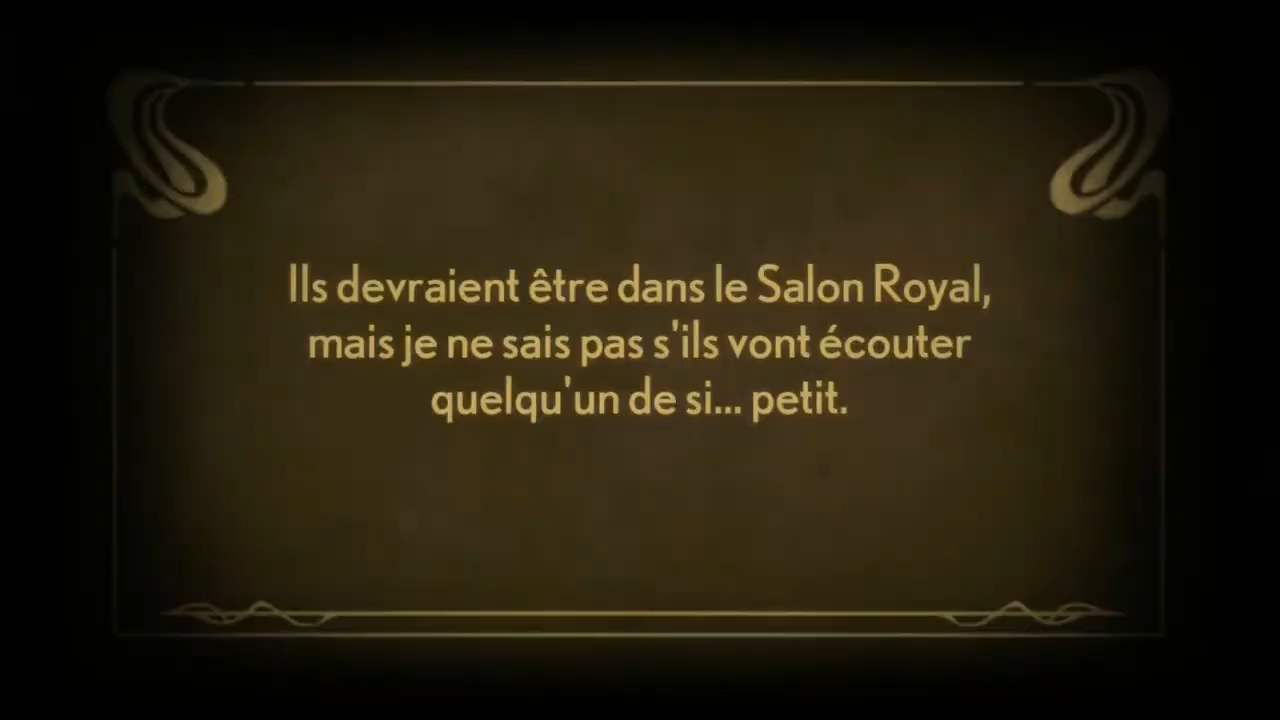 Ils devraient être dans le Salon Royal,
mais je ne sais pas s'ils vont écouter
quelqu'un de si... petit.